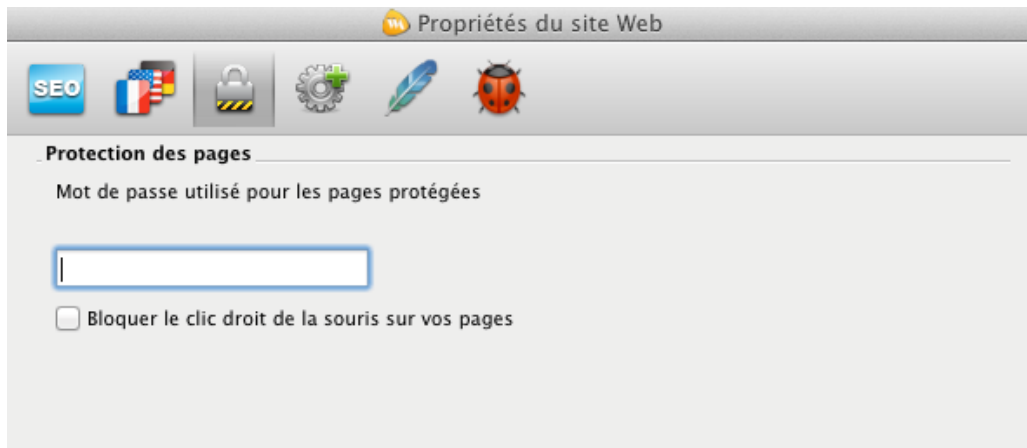 Propriétés du site Web
SEO
Protection des pages
Mot de passe utilisé pour les pages protégées
Bloquer le clic droit de la souris sur vos pages